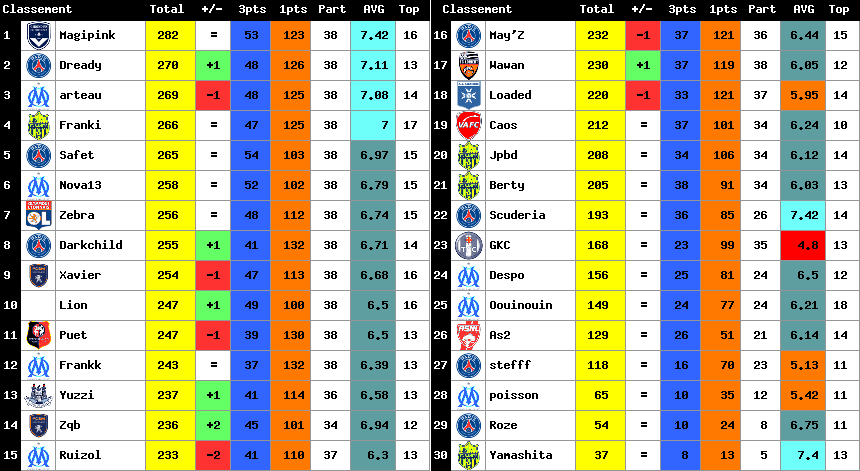 Classement Total +/- 3pts 1pts Part AVG Top
1 Magipink 282 = 53 123 38 7.42 16
2 Dready 270 +1 48 126 38 7.11 13
3 arteau 269 -1 48 125 38 7.08 14
4 Franki 266 = 47 125 38 7 17
5 Safet 265 = 54 103 38 6.97 15
6 Nova13 258 = 52 102 38 6.79 15
7 Zebra 256 = 48 112 38 6.74 15
8 Darkchild 255 +1 41 132 38 6.71 14
9 Xavier 254 -1 47 113 38 6.68 16
10 Lion 247 +1 49 100 38 6.5 13
11 Puet 247 -1 39 130 38 6.5 13
12 Frankk 243 = 37 132 38 6.39 13
13 Yuzzi 237 +1 41 114 36 6.58 13
14 Zqb 236 +2 45 101 34 6.94 12
15 Ruizol 233 -2 41 110 37 6.3 13
Classement Total +/- 3pts 1pts Part AVG Top
16 May'Z 232 -1 37 121 36 6.44 15
17 Wawan 230 +1 37 119 38 6.05 12
18 Loaded 220 -1 33 121 37 5.95 14
19 Caos 212 = 37 101 34 6.24 10
VAFC
20 Jpbd 208 = 34 106 34 6.12 14
21 Berty 205 = 38 91 34 6.03 13
22 Scuderia 193 = 36 85 26 7.42 14
23 GKC 168 = 23 99 35 4.8 13
24 Despo 156 = 25 81 24 6.5 12
25 Oouinouin 149 = 24 77 24 6.21 18
26 As2 129 = 26 51 21 6.14 14
ASNL
27 stefff 118 = 16 70 23 5.13 11
28 poisson 65 = 10 35 12 5.42 11
29 Roze 54 = 10 24 8 6.75 11
30 Yamashita 37 = 8 13 5 7.4 13